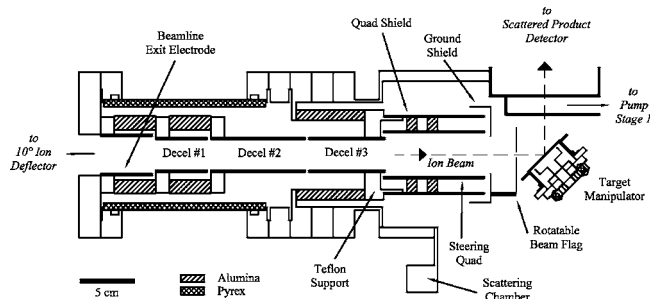 to
Scattered Product
Detector
Quad Shield
Ground
Shield
Beamline
Exit Electrode
to
Pump
Stage 1
to
10° Ion
Deflector
Decel #1
Decel #2
Decel #3
Ion Beam
Target
Manipulator
Rotatable
Beam Flag
Steering
Quad
Teflon
Support
Scattering
Chamber
5 cm
Alumina
Pyrex